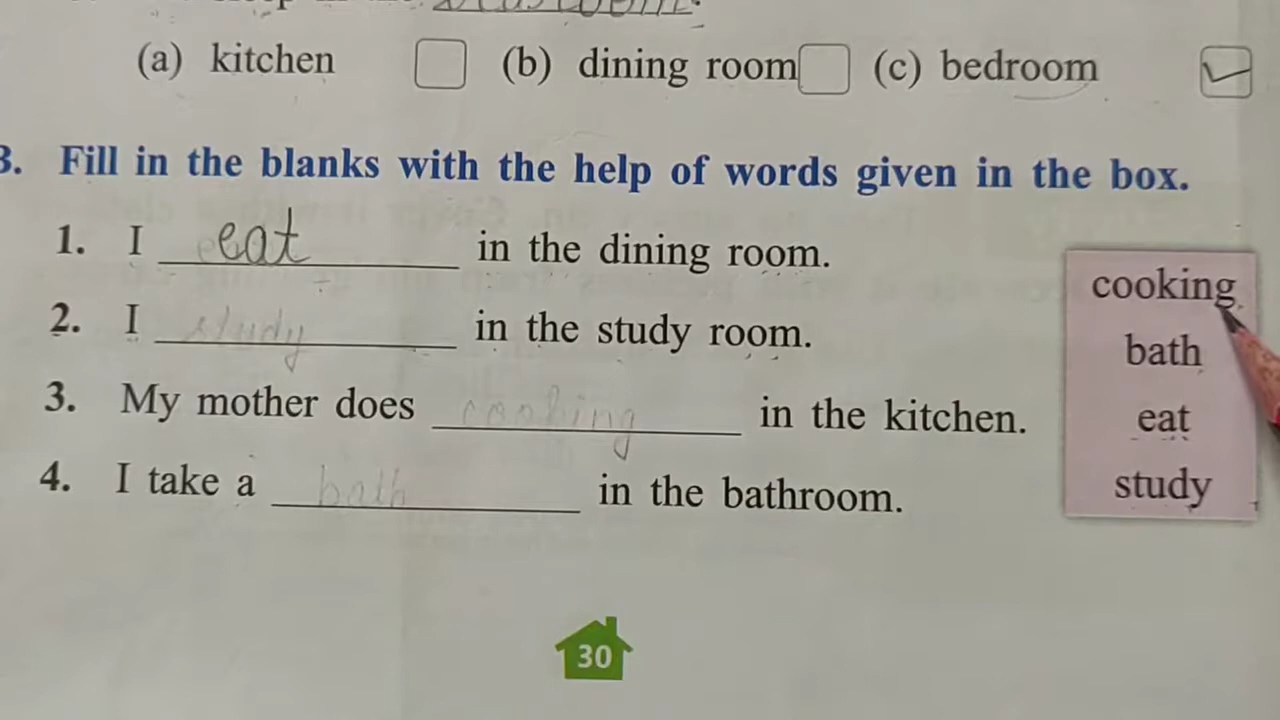 (a) kitchen (b) dining room (c) bedroom
3. Fill in the blanks with the help of words given in the box.
1. I eat in the dining room.
2. I study in the study room.
3. My mother does cooking in the kitchen.
4. I take a bath in the bathroom.
cooking
bath
eat
study
30